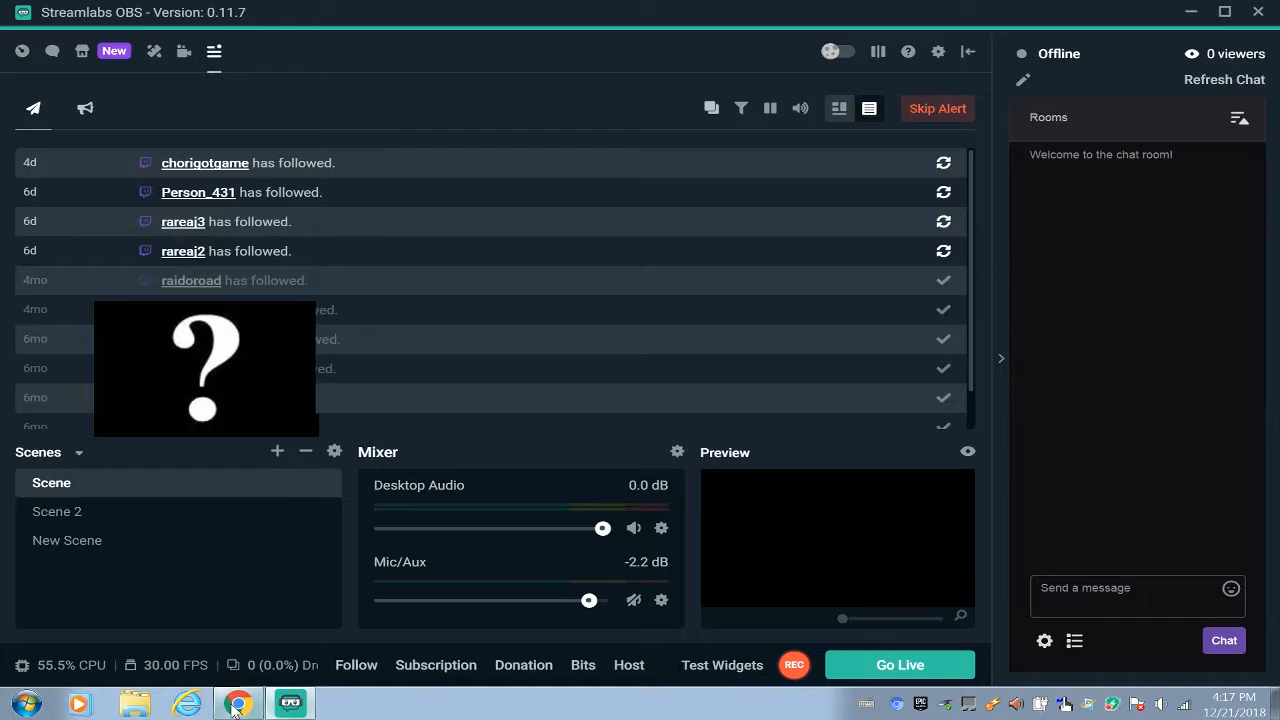 Streamlabs OBS - Version: 0.11.7
New
Offline
0 viewers
Refresh Chat
Skip Alert
Rooms
Welcome to the chat room!
4d chorigotgame has followed.
6d Person_431 has followed.
6d rareaj3 has followed.
6d rareaj2 has followed.
4mo raidoroad has followed.
4mo wed.
6mo wed.
6mo wed.
6mo
6mo
?
Scenes
Mixer
Preview
Scene
Scene 2
New Scene
Desktop Audio 0.0 dB
Mic/Aux -2.2 dB
Send a message
Chat
55.5% CPU
30.00 FPS
0 (0.0%) Dr
Follow
Subscription
Donation
Bits
Host
Test Widgets
REC
Go Live
4:17 PM
12/21/2018